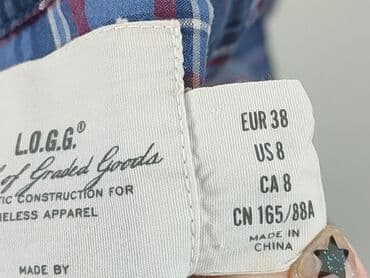 L.O.G.G.®
of Graded Goods
TIC CONSTRUCTION FOR
ELESS APPAREL
MADE BY
EUR 38
US 8
CA 8
CN 165/88A
MADE IN
CHINA